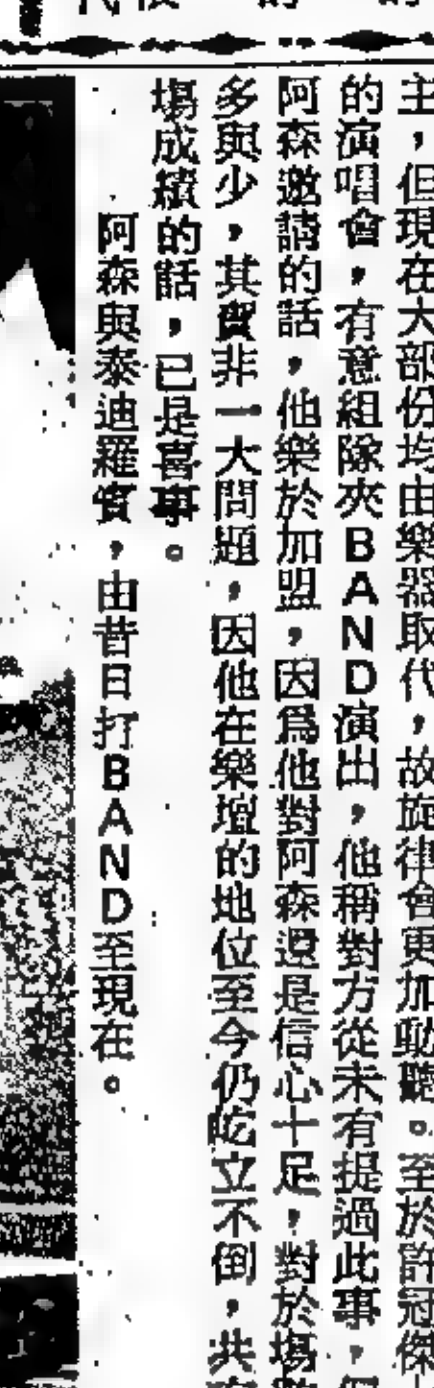 主，但現在大部份均由樂器取代，故旋律會更加動聽。至於許冠傑
的演唱會，有意組隊夾BAND演出，他稱對方從未有提過此事，
阿森邀請的話，他樂於加盟，因爲他對阿森還是信心十足，對於場數
多與少，其實非一大問題，因他在樂壇的地位至今仍屹立不倒，共
場成績的話，已是喜事。
阿森與泰迪羅賓，由昔日打BAND至現在。